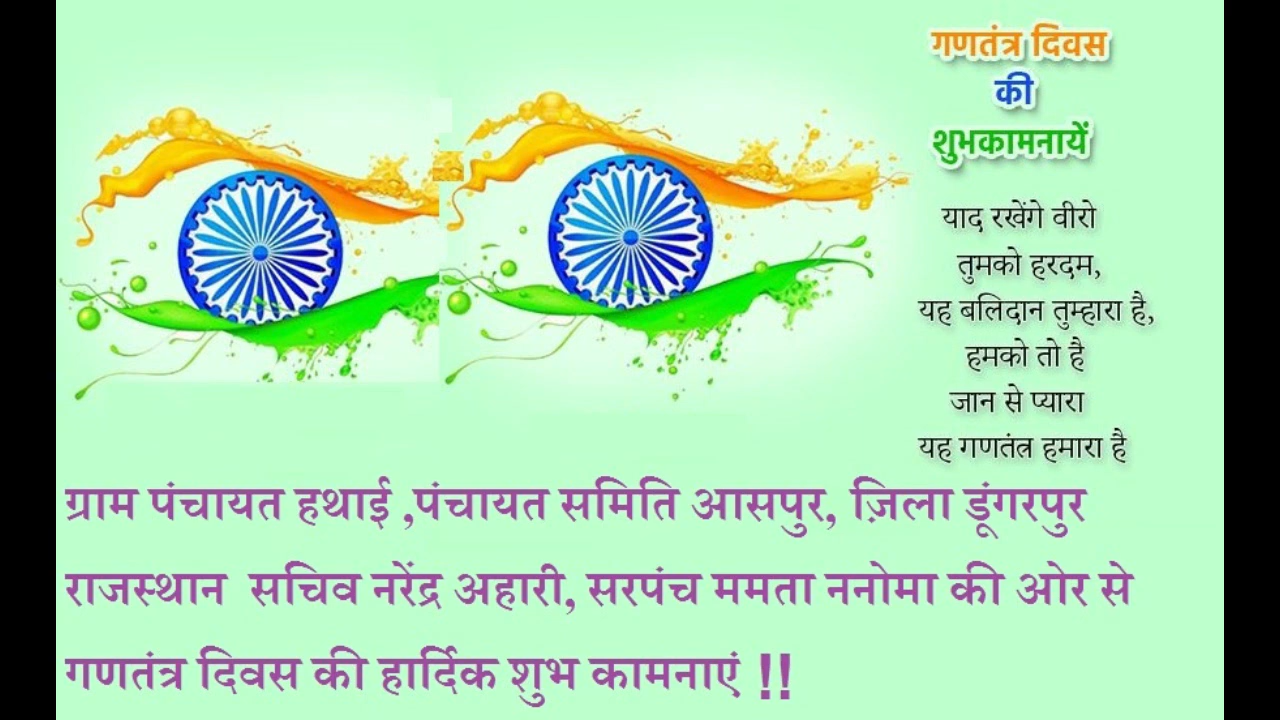 गणतंत्र दिवस
की
शुभकामनायें
याद रखेंगे वीरो
तुमको हरदम,
यह बलिदान तुम्हारा है,
हमको तो है
जान से प्यारा
यह गणतंत्र हमारा है
ग्राम पंचायत हथाई ,पंचायत समिति आसपुर, ज़िला डूंगरपुर
राजस्थान सचिव नरेंद्र अहारी, सरपंच ममता ननोमा की ओर से
गणतंत्र दिवस की हार्दिक शुभ कामनाएं !!